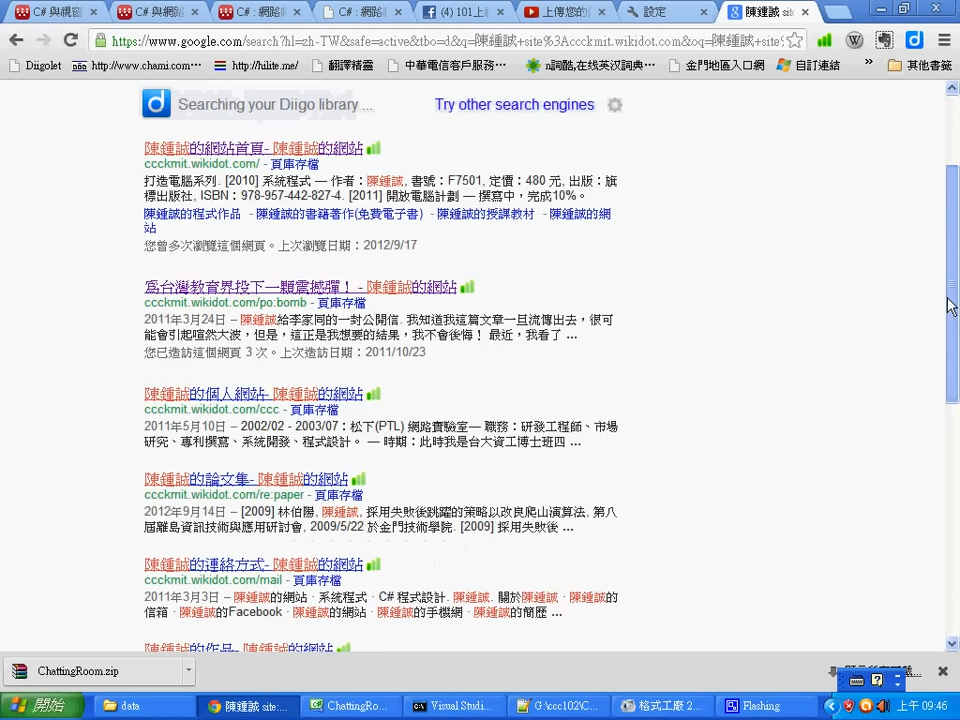 C# 與視窗
C# 與網路
C# : 網路
C# : 網路
(4) 101上
上傳您的
設定
陳鍾誠 sit
https://www.google.com/search?hl=zh-TW&safe=active&tbo=d&q=陳鍾誠+site%3Accckmit.wikidot.com&oq=陳鍾誠+site%
Diigolet
http://www.chami.com...
http://hilite.me/
翻譯精靈
中華電信客戶服務...
n詞酷,在线英汉詞典...
金門地區入口網
自訂連結
»
其他書籤
Searching your Diigo library ...
Try other search engines
陳鍾誠的網站首頁- 陳鍾誠的網站
ccckmit.wikidot.com/ - 頁庫存檔
打造電腦系列. [2010] 系統程式 — 作者：陳鍾誠, 書號：F7501, 定價：480 元, 出版：旗
標出版社, ISBN：978-957-442-827-4. [2011] 開放電腦計劃 — 撰寫中，完成10%。
陳鍾誠的程式作品 - 陳鍾誠的書籍著作(免費電子書) - 陳鍾誠的授課教材 - 陳鍾誠的網
站
您曾多次瀏覽這個網頁。上次瀏覽日期：2012/9/17
為台灣教育界投下一顆震撼彈！ - 陳鍾誠的網站
ccckmit.wikidot.com/po:bomb - 頁庫存檔
2011年3月24日 – 陳鍾誠給李家同的一封公開信. 我知道我這篇文章一旦流傳出去，很可
能會引起喧然大波，但是，這正是我想要的結果，我不會後悔！ 最近，我看了 ...
您已造訪這個網頁 3 次。上次造訪日期：2011/10/23
陳鍾誠的個人網站- 陳鍾誠的網站
ccckmit.wikidot.com/ccc - 頁庫存檔
2011年5月10日 – 2002/02 - 2003/07：松下(PTL) 網路實驗室— 職務：研發工程師、市場
研究、專利撰寫、系統開發、程式設計。 — 時期：此時我是台大資工博士班四 ...
陳鍾誠的論文集- 陳鍾誠的網站
ccckmit.wikidot.com/re:paper - 頁庫存檔
2012年9月14日 – [2009] 林伯陽, 陳鍾誠, 採用失敗後跳躍的策略以改良爬山演算法, 第八
屆離島資訊技術與應用研討會, 2009/5/22 於金門技術學院. [2009] 採用失敗後 ...
陳鍾誠的連絡方式- 陳鍾誠的網站
ccckmit.wikidot.com/mail - 頁庫存檔
2011年3月3日 – 陳鍾誠的網站 · 系統程式 · C# 程式設計. 陳鍾誠. 關於陳鍾誠 · 陳鍾誠的
信箱 · 陳鍾誠的Facebook · 陳鍾誠的網站 · 陳鍾誠的手機網 · 陳鍾誠的簡歷 ...
陳鍾誠的作品- 陳鍾誠的網站
ChattingRoom.zip
開始
data
陳鍾誠 site:...
ChattingRo...
Visual Studi...
G:\ccc102\C...
格式工廠 2...
Flashing
上午 09:46